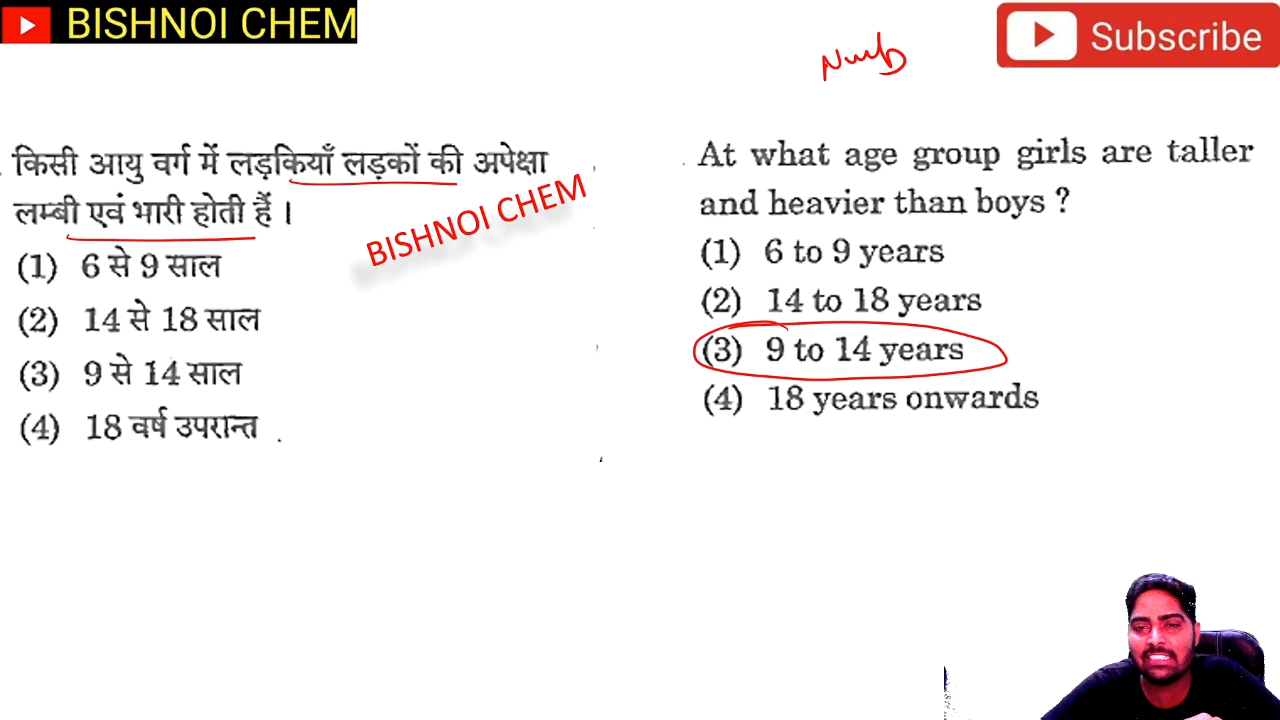 BISHNOI CHEM
Subscribe
किसी आयु वर्ग में लड़कियाँ लड़कों की अपेक्षा
लम्बी एवं भारी होती हैं ।
(1) 6 से 9 साल
(2) 14 से 18 साल
(3) 9 से 14 साल
(4) 18 वर्ष उपरान्त
BISHNOI CHEM
At what age group girls are taller
and heavier than boys ?
(1) 6 to 9 years
(2) 14 to 18 years
(3) 9 to 14 years
(4) 18 years onwards